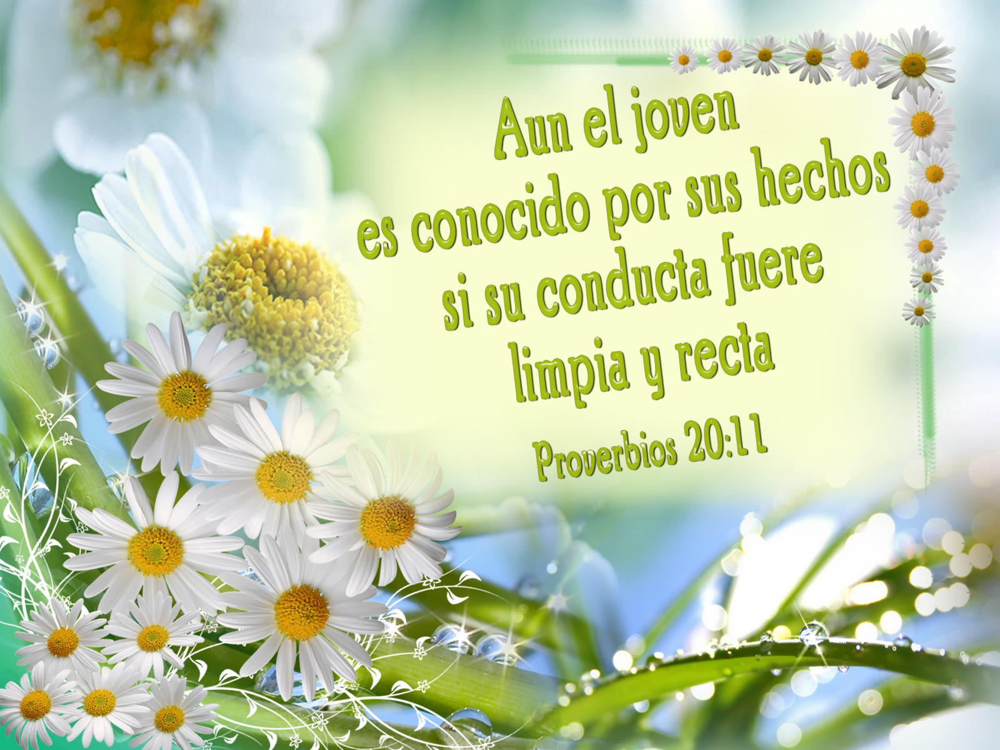 Aun el joven
es conocido por sus hechos
si su conducta fuere
limpia y recta
Proverbios 20:11